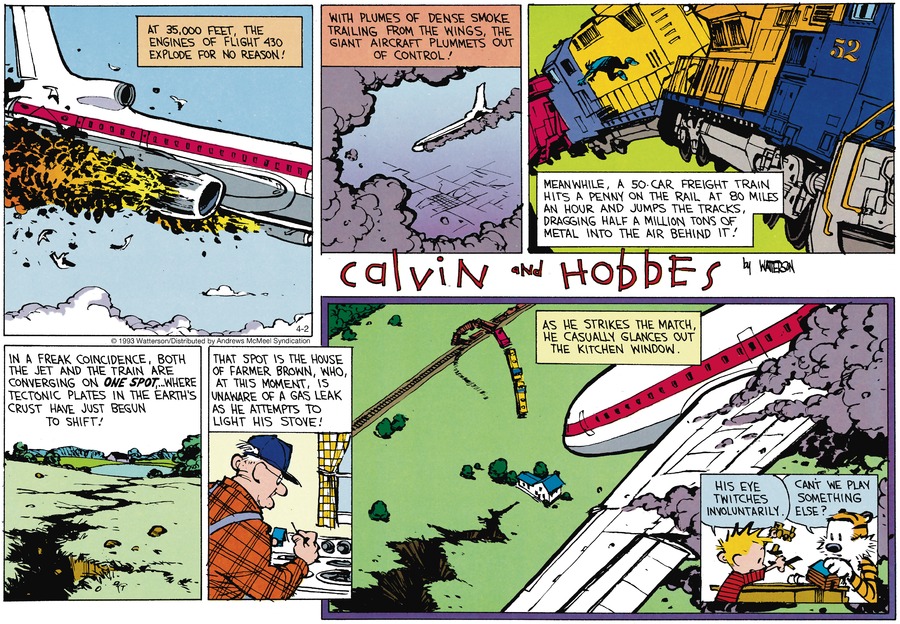 AT 35,000 FEET, THE
ENGINES OF FLIGHT 430
EXPLODE FOR NO REASON!
4-2
© 1993 Watterson/Distributed by Andrews McMeel Syndication
WITH PLUMES OF DENSE SMOKE
TRAILING FROM THE WINGS, THE
GIANT AIRCRAFT PLUMMETS OUT
OF CONTROL!
52
MEANWHILE, A 50-CAR FREIGHT TRAIN
HITS A PENNY ON THE RAIL AT 80 MILES
AN HOUR AND JUMPS THE TRACKS,
DRAGGING HALF A MILLION TONS OF
METAL INTO THE AIR BEHIND IT!
CALVIN AND HOBBES
by WATTERSON
IN A FREAK COINCIDENCE, BOTH
THE JET AND THE TRAIN ARE
CONVERGING ON ONE SPOT...WHERE
TECTONIC PLATES IN THE EARTH'S
CRUST HAVE JUST BEGUN
TO SHIFT!
THAT SPOT IS THE HOUSE
OF FARMER BROWN, WHO,
AT THIS MOMENT, IS
UNAWARE OF A GAS LEAK
AS HE ATTEMPTS TO
LIGHT HIS STOVE!
AS HE STRIKES THE MATCH,
HE CASUALLY GLANCES OUT
THE KITCHEN WINDOW.
HIS EYE
TWITCHES
INVOLUNTARILY.
CAN'T WE PLAY
SOMETHING
ELSE?